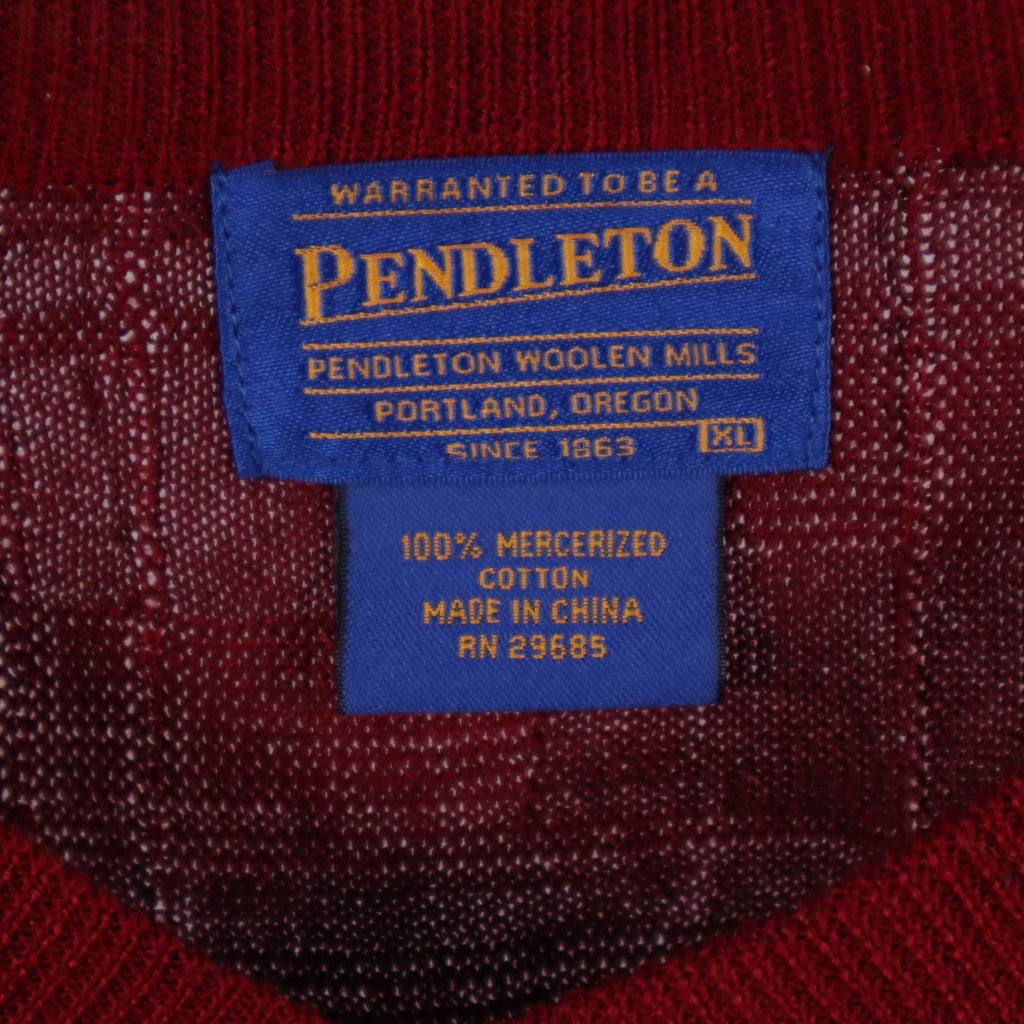 WARRANTED TO BE A
PENDLETON
PENDLETON WOOLEN MILLS
PORTLAND, OREGON
SINCE 1863 XL
100% MERCERIZED
COTTON
MADE IN CHINA
RN 29685